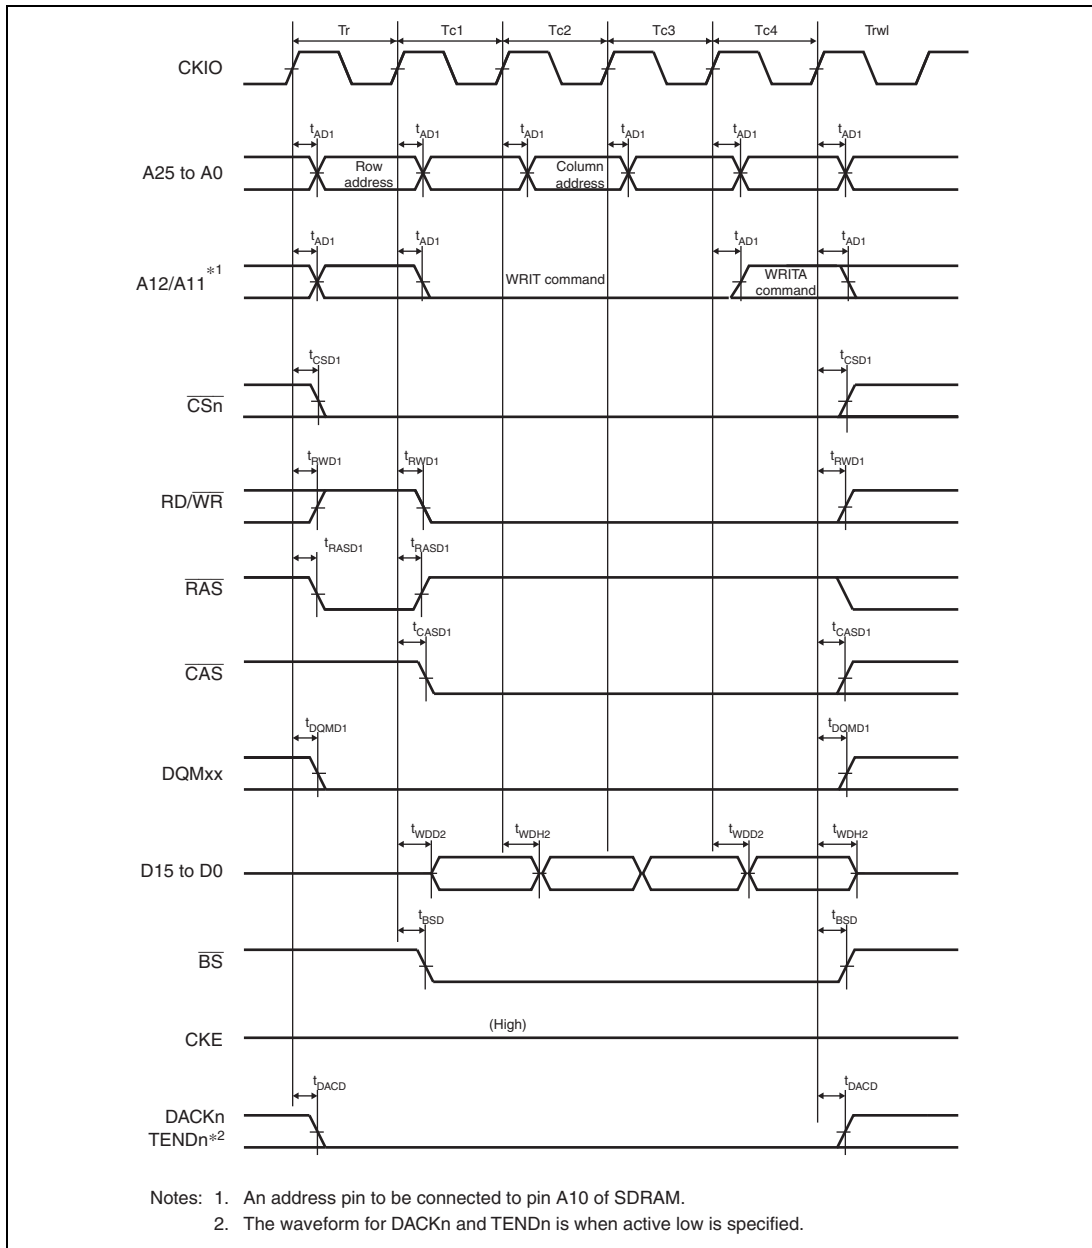 Tr Tc1 Tc2 Tc3 Tc4 Trwl
CKIO
tAD1 tAD1 tAD1 tAD1 tAD1 tAD1
A25 to A0
Row
address
Column
address
tAD1 tAD1 tAD1 tAD1
A12/A11*1
WRIT command
WRITA
command
tCSD1 tCSD1
CSn
tRWD1 tRWD1 tRWD1
RD/WR
tRASD1 tRASD1
RAS
tCASD1 tCASD1
CAS
tDQMD1 tDQMD1
DQMxx
tWDD2 tWDH2 tWDD2 tWDH2
D15 to D0
tBSD tBSD
BS
(High)
CKE
tDACD tDACD
DACKn
TENDn*2
Notes: 1. An address pin to be connected to pin A10 of SDRAM.
2. The waveform for DACKn and TENDn is when active low is specified.